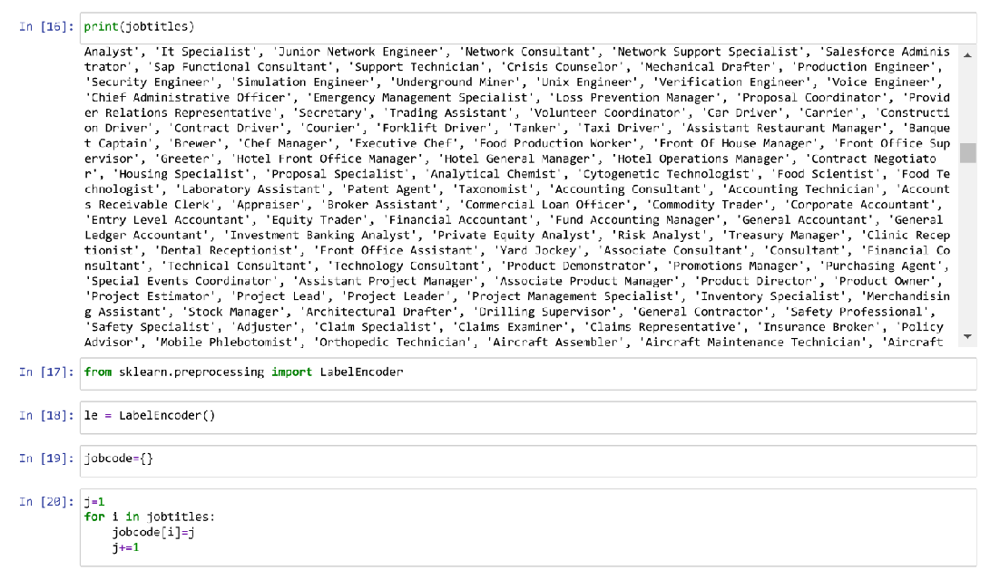 In [16]: print(jobtitles)
Analyst', 'It Specialist', 'Junior Network Engineer', 'Network Consultant', 'Network Support Specialist', 'Salesforce Adminis
trator', 'Sap Functional Consultant', 'Support Technician', 'Crisis Counselor', 'Mechanical Drafter', 'Production Engineer',
'Security Engineer', 'Simulation Engineer', 'Underground Miner', 'Unix Engineer', 'Verification Engineer', 'Voice Engineer',
'Chief Administrative Officer', 'Emergency Management Specialist', 'Loss Prevention Manager', 'Proposal Coordinator', 'Provid
er Relations Representative', 'Secretary', 'Trading Assistant', 'Volunteer Coordinator', 'Car Driver', 'Carrier', 'Constructi
on Driver', 'Contract Driver', 'Courier', 'Forklift Driver', 'Tanker', 'Taxi Driver', 'Assistant Restaurant Manager', 'Banque
t Captain', 'Brewer', 'Chef Manager', 'Executive Chef', 'Food Production Worker', 'Front Of House Manager', 'Front Office Sup
ervisor', 'Greeter', 'Hotel Front Office Manager', 'Hotel General Manager', 'Hotel Operations Manager', 'Contract Negotiato
r', 'Housing Specialist', 'Proposal Specialist', 'Analytical Chemist', 'Cytogenetic Technologist', 'Food Scientist', 'Food Te
chnologist', 'Laboratory Assistant', 'Patent Agent', 'Taxonomist', 'Accounting Consultant', 'Accounting Technician', 'Account
s Receivable Clerk', 'Appraiser', 'Broker Assistant', 'Commercial Loan Officer', 'Commodity Trader', 'Corporate Accountant',
'Entry Level Accountant', 'Equity Trader', 'Financial Accountant', 'Fund Accounting Manager', 'General Accountant', 'General
Ledger Accountant', 'Investment Banking Analyst', 'Private Equity Analyst', 'Risk Analyst', 'Treasury Manager', 'Clinic Recep
tionist', 'Dental Receptionist', 'Front Office Assistant', 'Yard Jockey', 'Associate Consultant', 'Consultant', 'Financial Co
nsultant', 'Technical Consultant', 'Technology Consultant', 'Product Demonstrator', 'Promotions Manager', 'Purchasing Agent',
'Special Events Coordinator', 'Assistant Project Manager', 'Associate Product Manager', 'Product Director', 'Product Owner',
'Project Estimator', 'Project Lead', 'Project Leader', 'Project Management Specialist', 'Inventory Specialist', 'Merchandisin
g Assistant', 'Stock Manager', 'Architectural Drafter', 'Drilling Supervisor', 'General Contractor', 'Safety Professional',
'Safety Specialist', 'Adjuster', 'Claim Specialist', 'Claims Examiner', 'Claims Representative', 'Insurance Broker', 'Policy
Advisor', 'Mobile Phlebotomist', 'Orthopedic Technician', 'Aircraft Assembler', 'Aircraft Maintenance Technician', 'Aircraft
In [17]: from sklearn.preprocessing import LabelEncoder
In [18]: le = LabelEncoder()
In [19]: jobcode={}
In [20]: j=1
for i in jobtitles:
    jobcode[i]=j
    j+=1